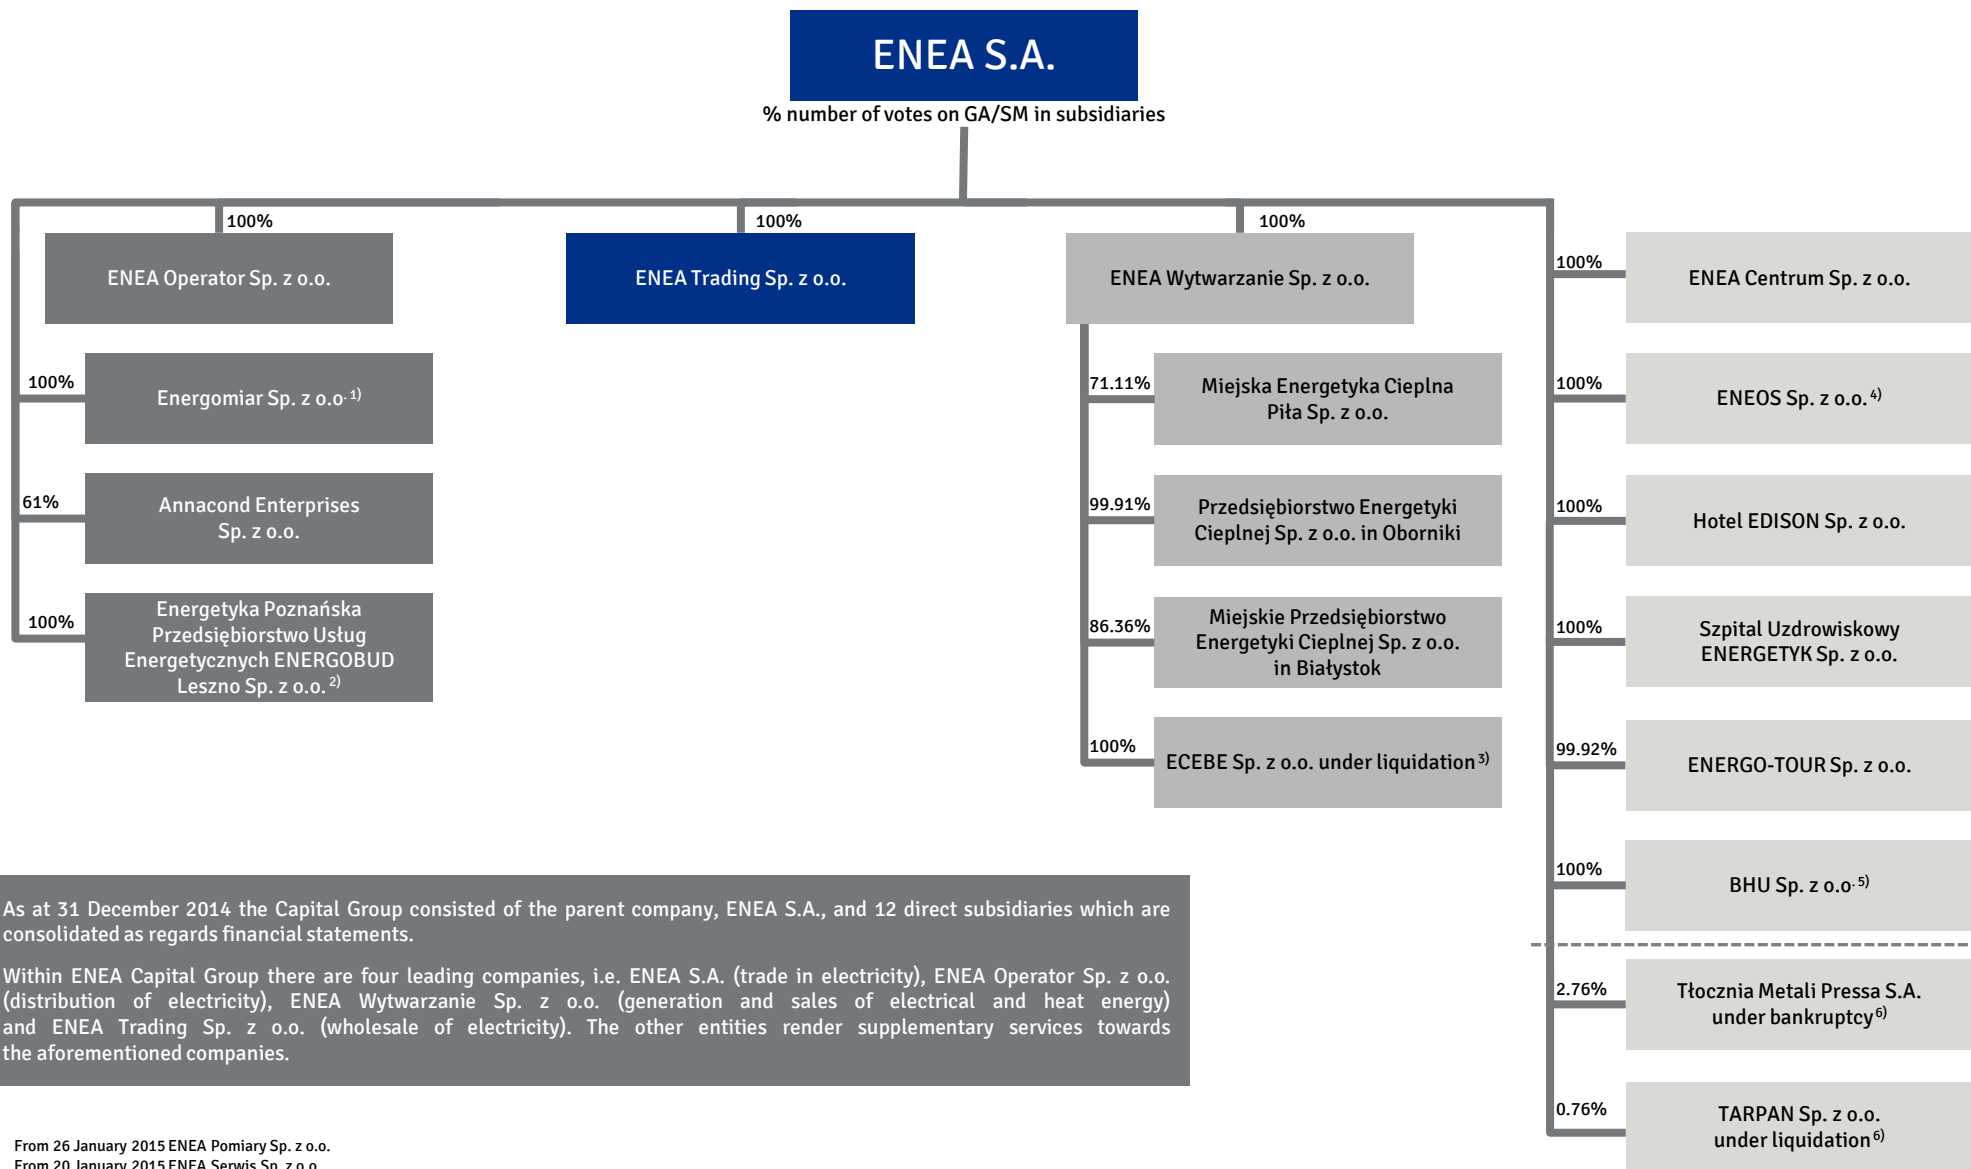 ENEA S.A.
% number of votes on GA/SM in subsidiaries
100%
ENEA Operator Sp. z o.o.
100%
Energomiar Sp. z o.o. 1)
61%
Annacond Enterprises
Sp. z o.o.
100%
Energetyka Poznańska
Przedsiębiorstwo Usług
Energetycznych ENERGOBUD
Leszno Sp. z o.o. 2)
100%
ENEA Trading Sp. z o.o.
100%
ENEA Wytwarzanie Sp. z o.o.
71.11%
Miejska Energetyka Cieplna
Piła Sp. z o.o.
99.91%
Przedsiębiorstwo Energetyki
Cieplnej Sp. z o.o. in Oborniki
86.36%
Miejskie Przedsiębiorstwo
Energetyki Cieplnej Sp. z o.o.
in Białystok
100%
ECEBE Sp. z o.o. under liquidation 3)
100%
ENEA Centrum Sp. z o.o.
100%
ENEOS Sp. z o.o. 4)
100%
Hotel EDISON Sp. z o.o.
100%
Szpital Uzdrowiskowy
ENERGETYK Sp. z o.o.
99.92%
ENERGO-TOUR Sp. z o.o.
100%
BHU Sp. z o.o. 5)
2.76%
Tłocznia Metali Pressa S.A.
under bankruptcy 6)
0.76%
TARPAN Sp. z o.o.
under liquidation 6)
As at 31 December 2014 the Capital Group consisted of the parent company, ENEA S.A., and 12 direct subsidiaries which are
consolidated as regards financial statements.
Within ENEA Capital Group there are four leading companies, i.e. ENEA S.A. (trade in electricity), ENEA Operator Sp. z o.o.
(distribution of electricity), ENEA Wytwarzanie Sp. z o.o. (generation and sales of electrical and heat energy)
and ENEA Trading Sp. z o.o. (wholesale of electricity). The other entities render supplementary services towards
the aforementioned companies.
From 26 January 2015 ENEA Pomiary Sp. z o.o.
From 20 January 2015 ENEA Serwis Sp. z o.o.